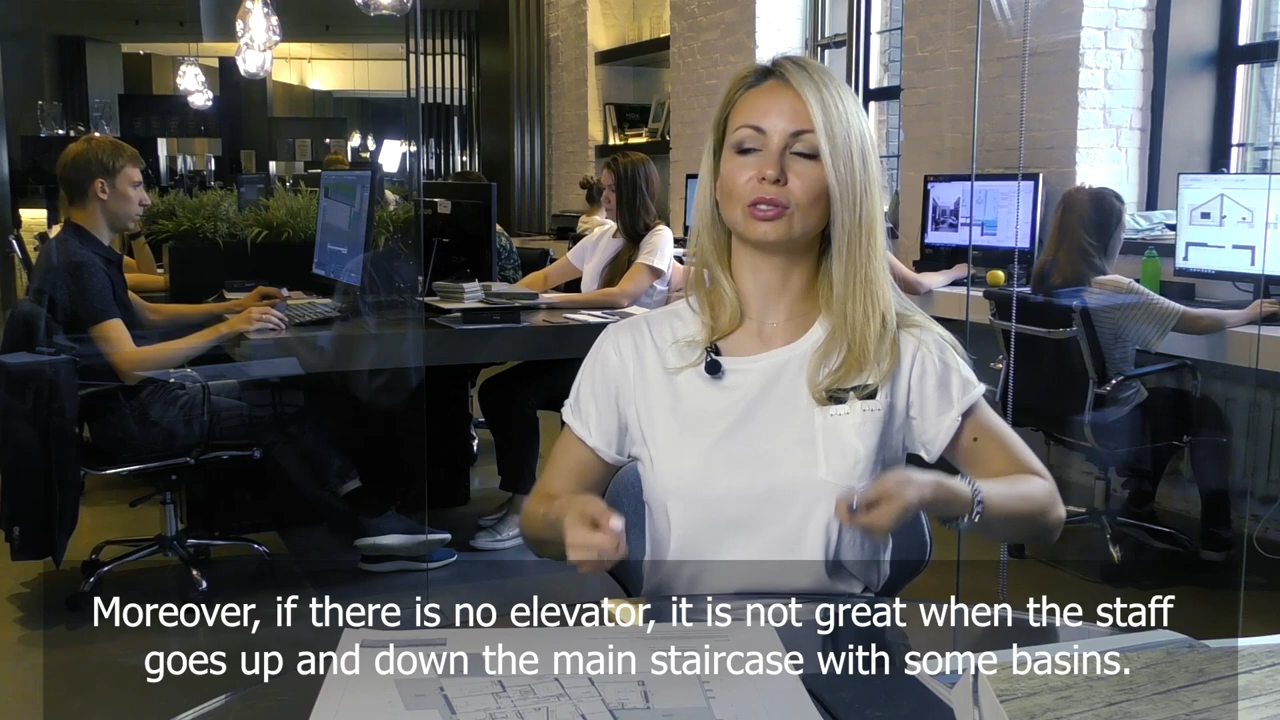 Moreover, if there is no elevator, it is not great when the staff
goes up and down the main staircase with some basins.